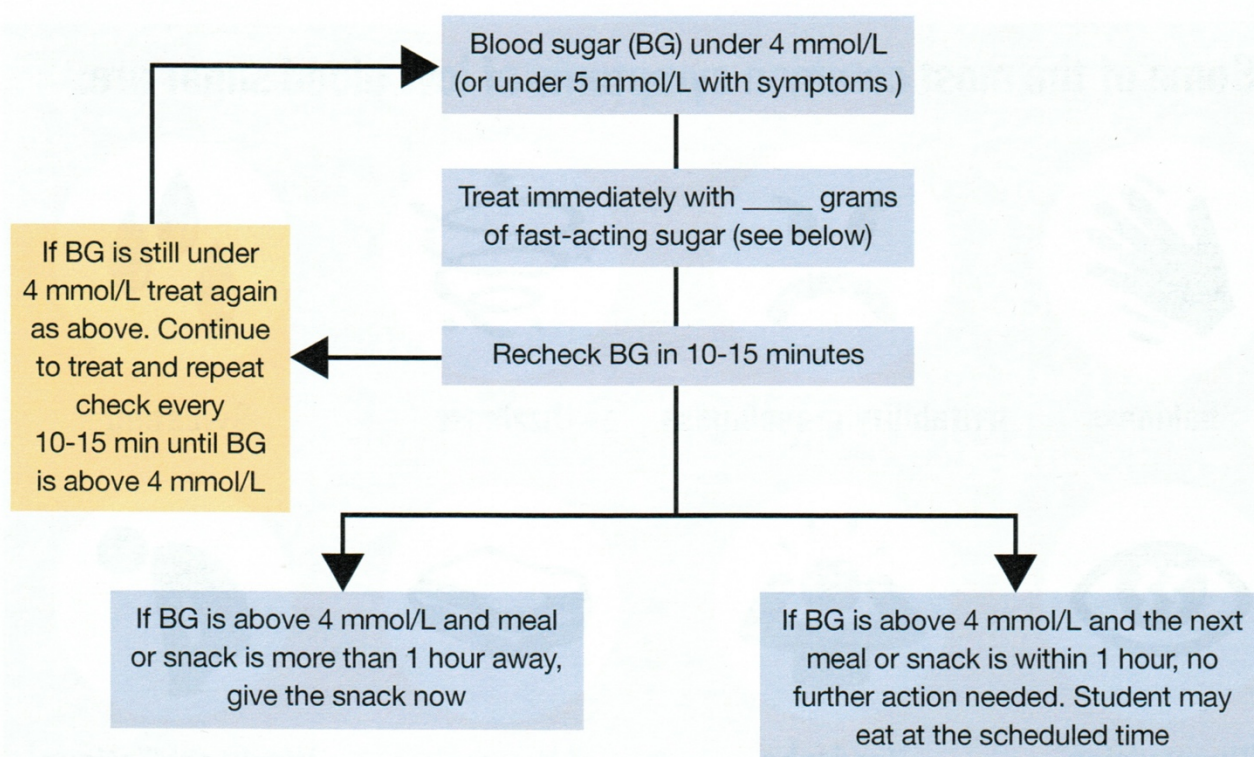 Blood sugar (BG) under 4 mmol/L
(or under 5 mmol/L with symptoms )
Treat immediately with _____ grams
of fast-acting sugar (see below)
Recheck BG in 10-15 minutes
If BG is still under
4 mmol/L treat again
as above. Continue
to treat and repeat
check every
10-15 min until BG
is above 4 mmol/L
If BG is above 4 mmol/L and meal
or snack is more than 1 hour away,
give the snack now
If BG is above 4 mmol/L and the next
meal or snack is within 1 hour, no
further action needed. Student may
eat at the scheduled time